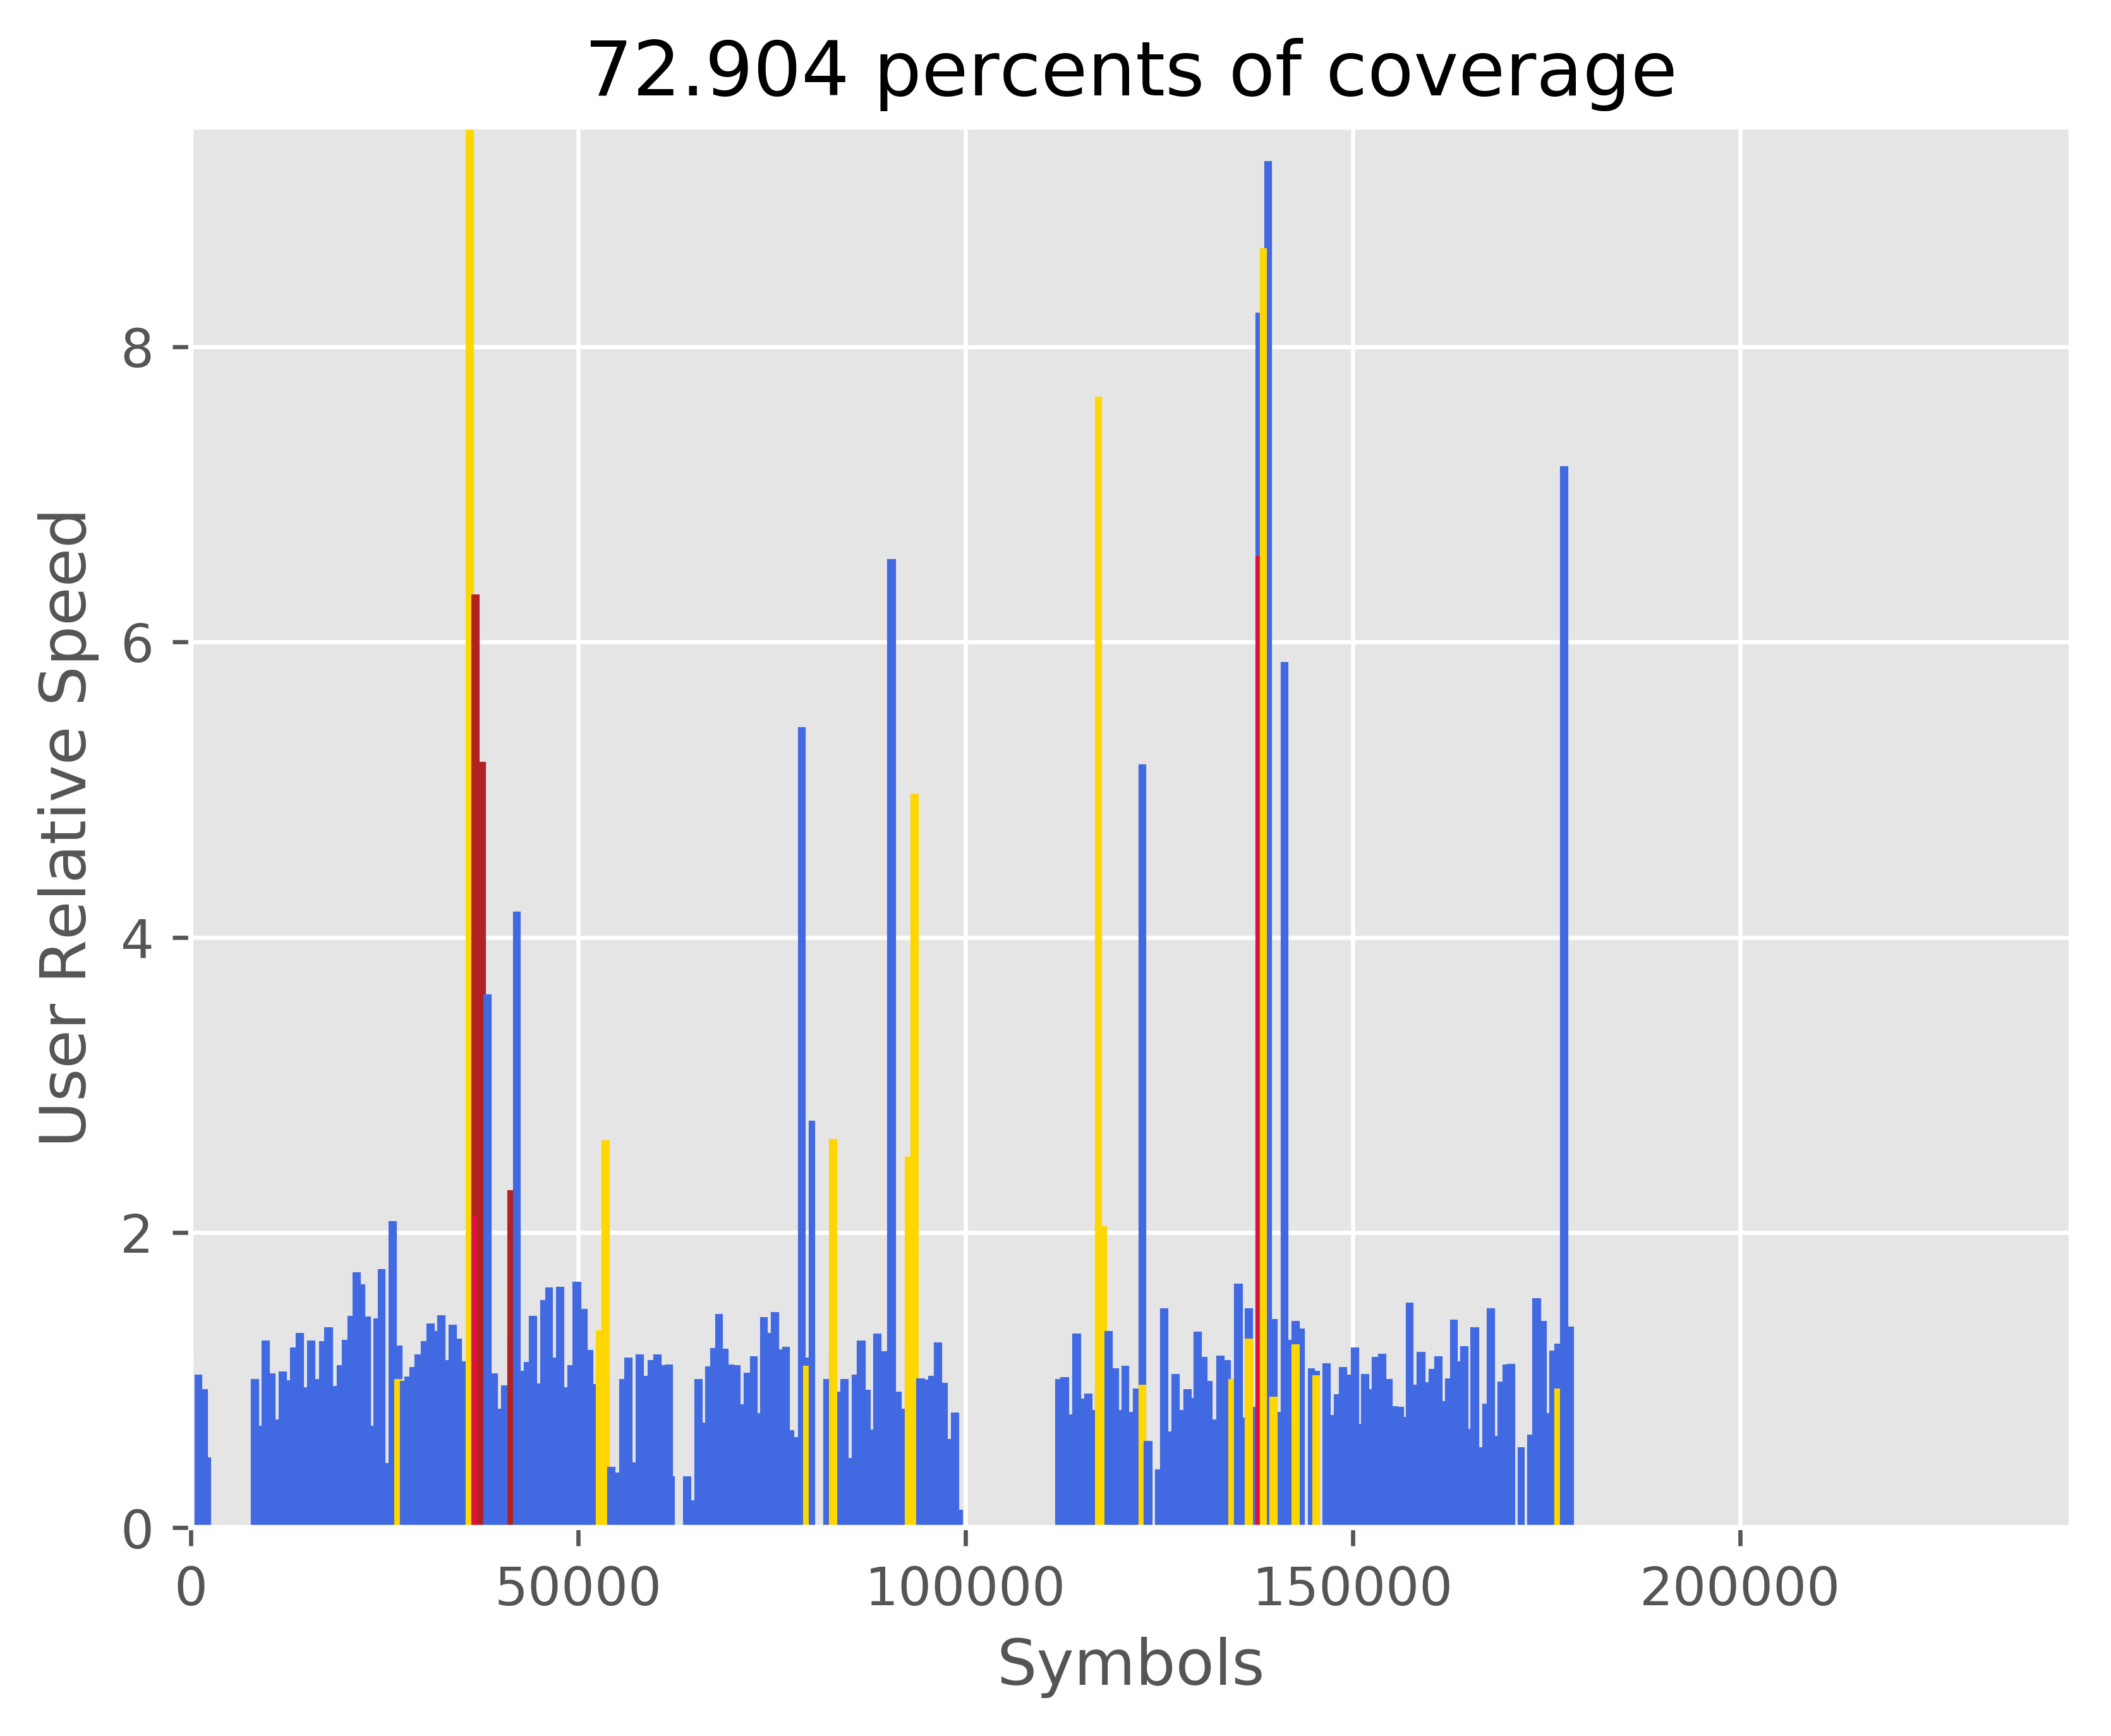 72.904 percents of coverage
User Relative Speed
8
6
4
2
0
0 50000 100000 150000 200000
Symbols